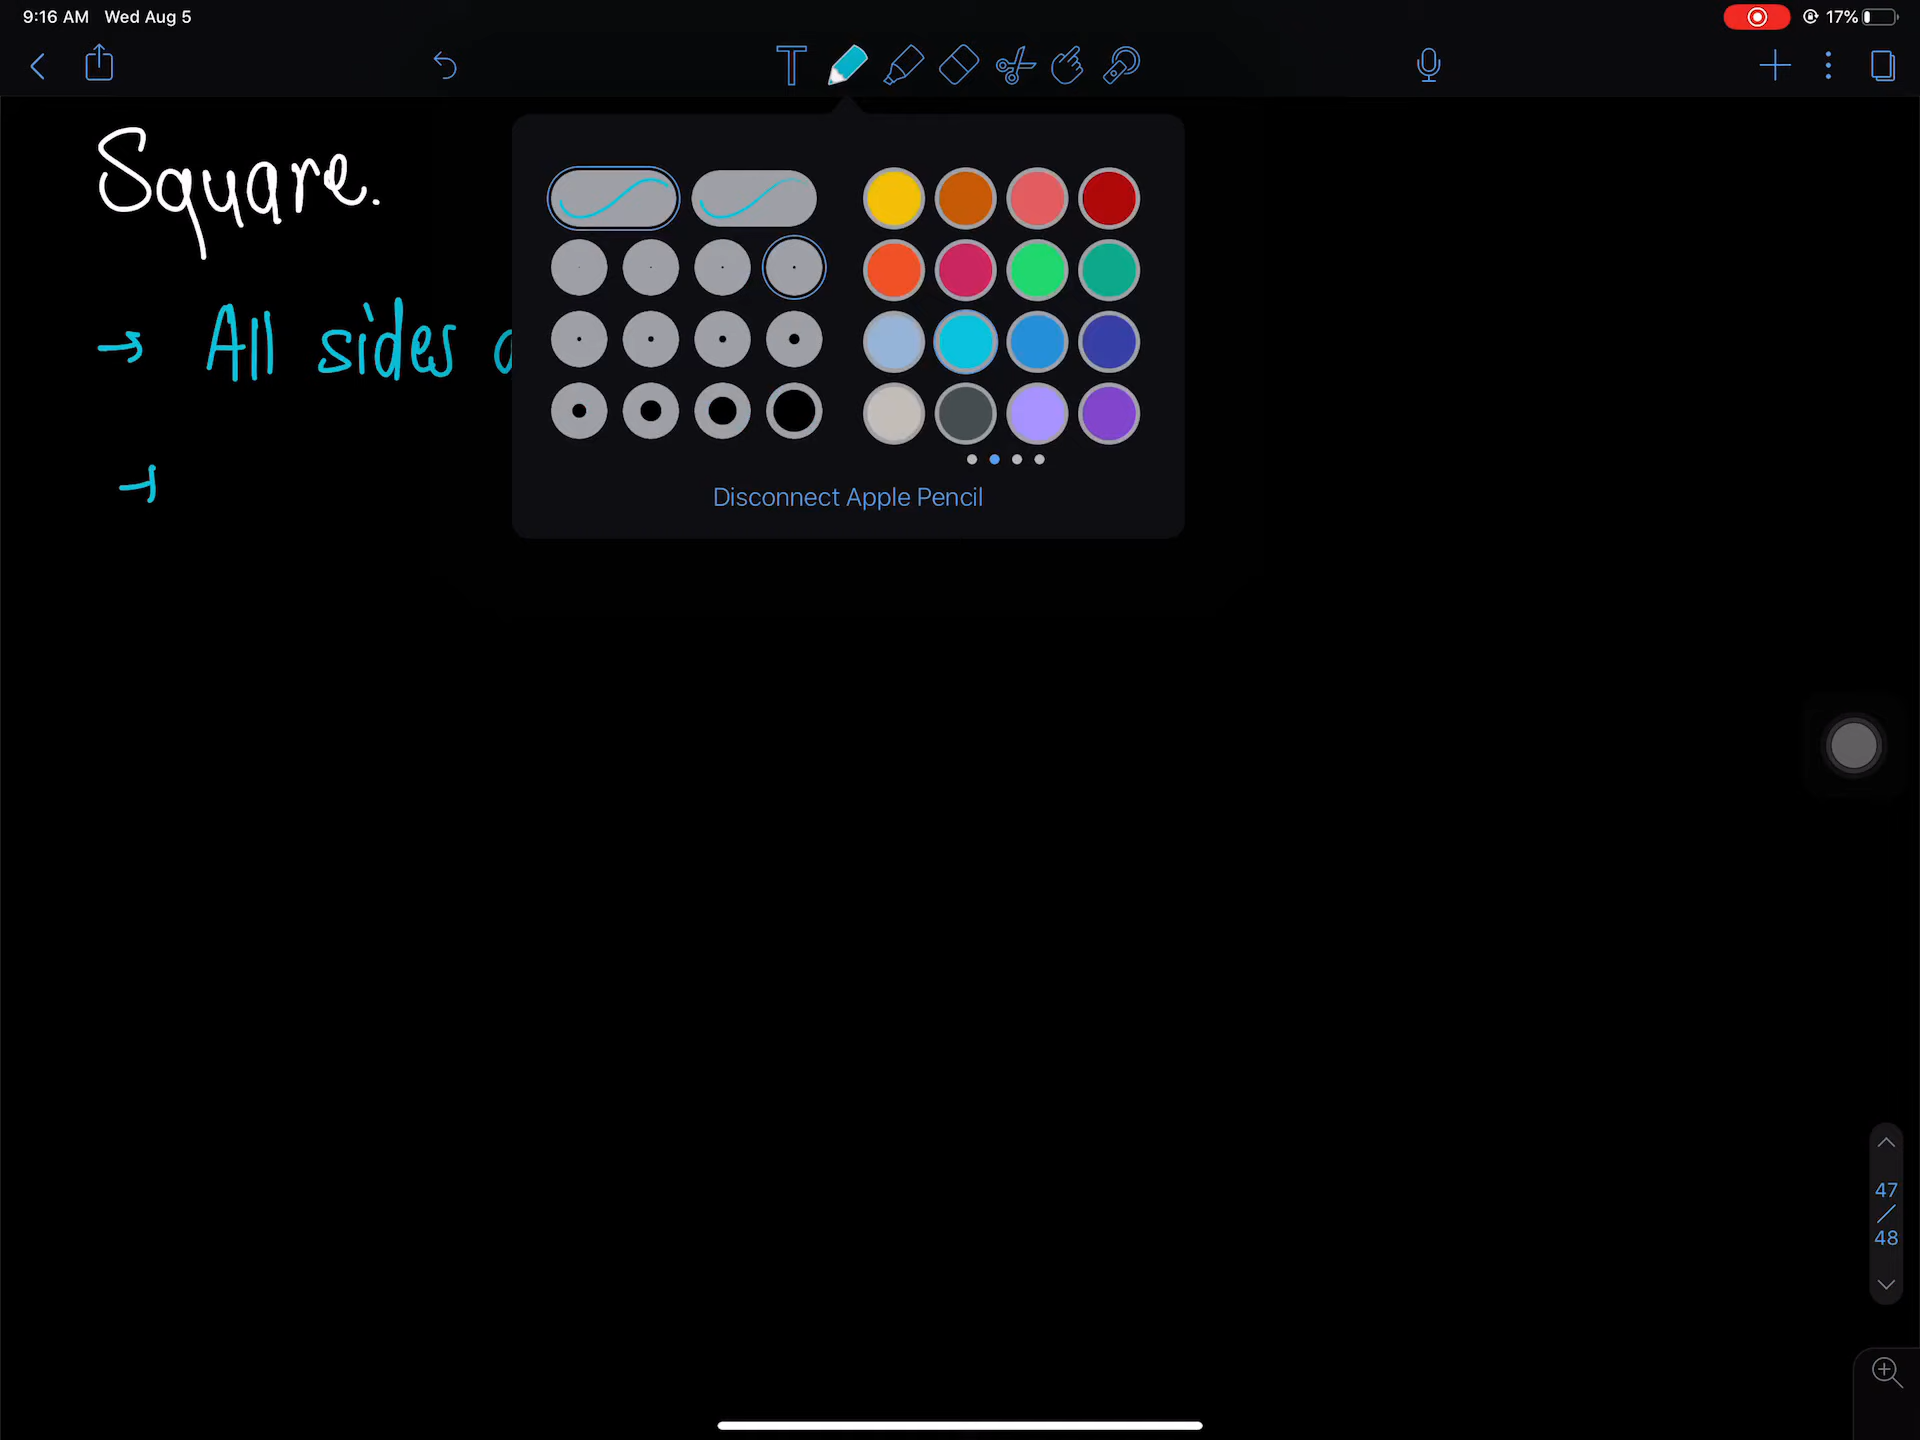 9:16 AM Wed Aug 5
17%
T
Square.
→ All sides
Disconnect Apple Pencil
47
/
48